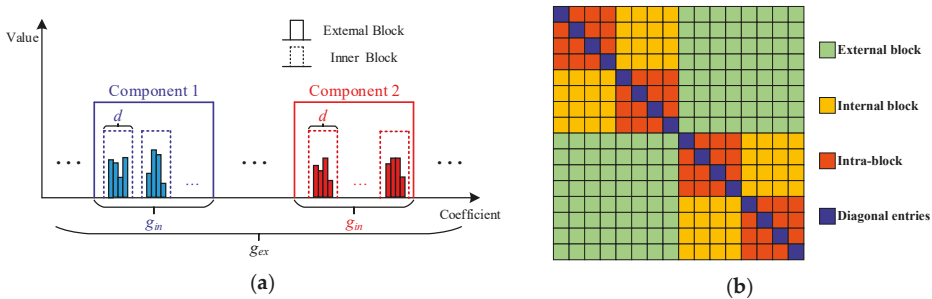 Value
External Block
Inner Block
Component 1
Component 2
d
d
...
...
...
...
...
Coefficient
g_in
g_in
g_ex
(a)
External block
Internal block
Intra-block
Diagonal entries
(b)